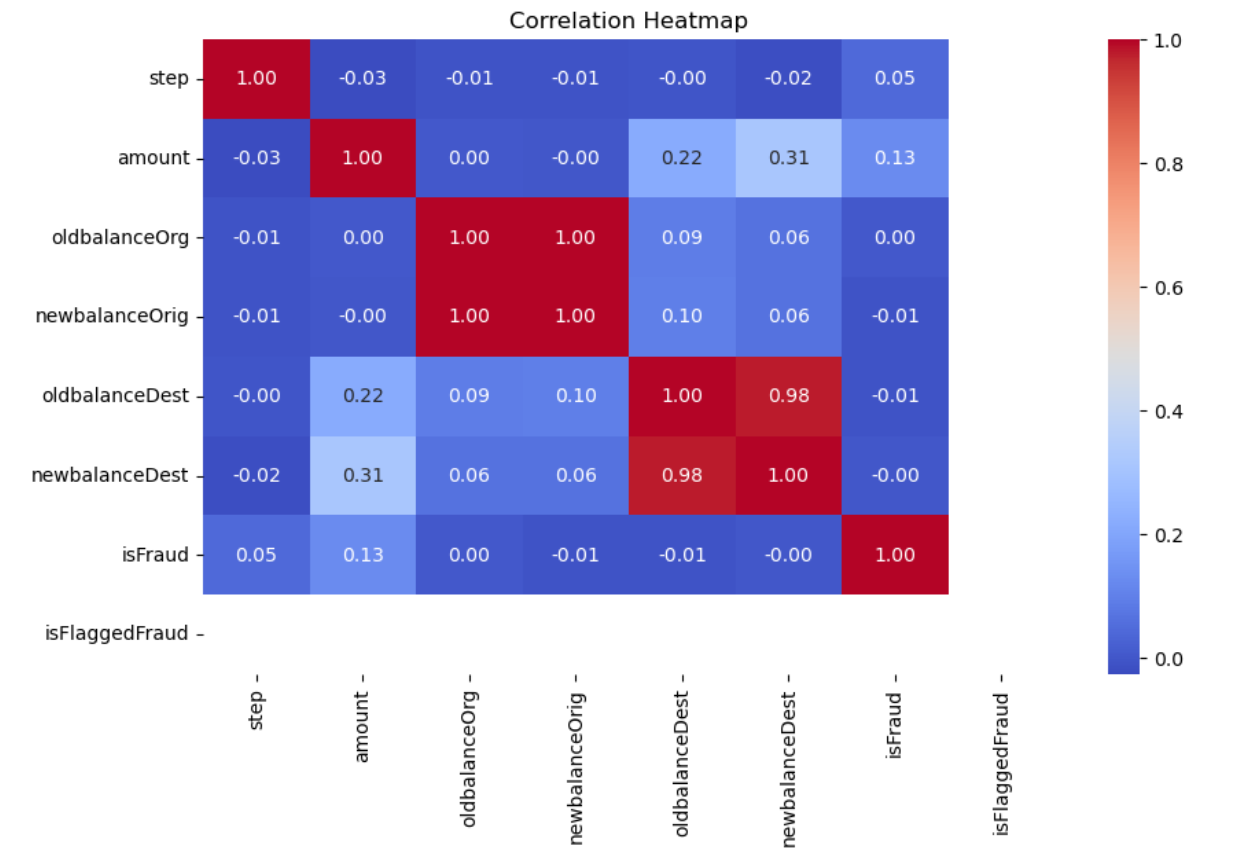 Correlation Heatmap
step 1.00 -0.03 -0.01 -0.01 -0.00 -0.02 0.05
amount -0.03 1.00 0.00 -0.00 0.22 0.31 0.13
oldbalanceOrg -0.01 0.00 1.00 1.00 0.09 0.06 0.00
newbalanceOrig -0.01 -0.00 1.00 1.00 0.10 0.06 -0.01
oldbalanceDest -0.00 0.22 0.09 0.10 1.00 0.98 -0.01
newbalanceDest -0.02 0.31 0.06 0.06 0.98 1.00 -0.00
isFraud 0.05 0.13 0.00 -0.01 -0.01 -0.00 1.00
isFlaggedFraud
step
amount
oldbalanceOrg
newbalanceOrig
oldbalanceDest
newbalanceDest
isFraud
isFlaggedFraud
1.0
0.8
0.6
0.4
0.2
0.0